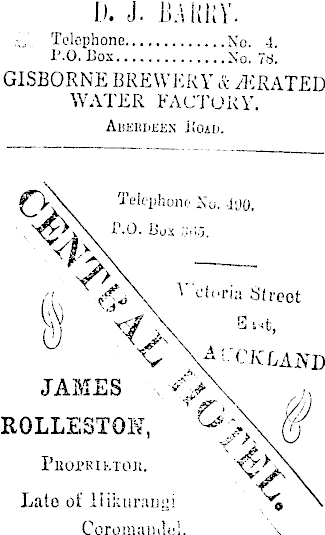 D. J. BARRY.
Telephone.............No. 4.
P.O. Box..............No. 78.
GISBORNE BREWERY & ÆRATED
WATER FACTORY.
ABERDEEN ROAD.
Telephone No. 490.
P.O. Box 365.
CENTRAL HOTEL.
Victoria Street
East,
AUCKLAND
JAMES
ROLLESTON,
PROPRIETOR.
Late of Hikurangi
Coromandel.